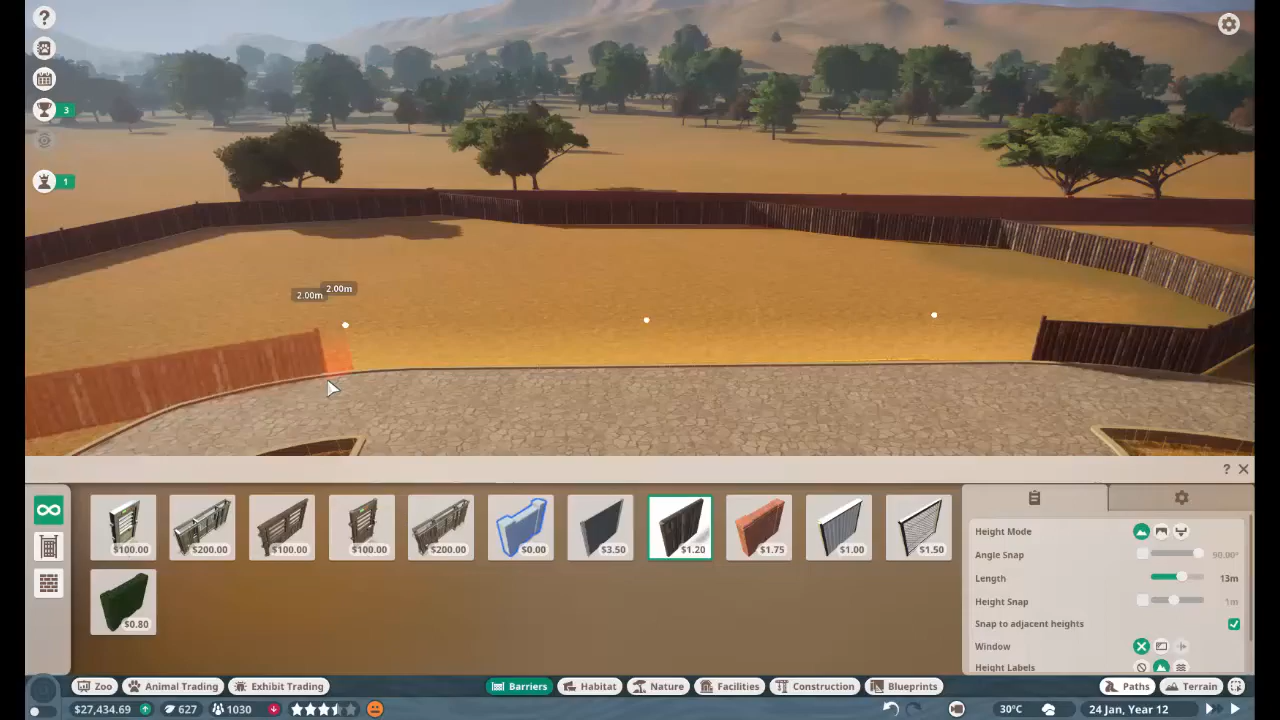 ?
3
1
2.00m
2.00m
? ×
$100.00
$200.00
$100.00
$100.00
$200.00
$0.00
$3.50
$1.20
$1.75
$1.00
$1.50
$0.80
Height Mode
Angle Snap 90.00°
Length 13m
Height Snap 1m
Snap to adjacent heights
Window
Height Labels
Zoo Animal Trading Exhibit Trading Barriers Habitat Nature Facilities Construction Blueprints Paths Terrain
$27,434.69 627 1030 30°C 24 Jan, Year 12